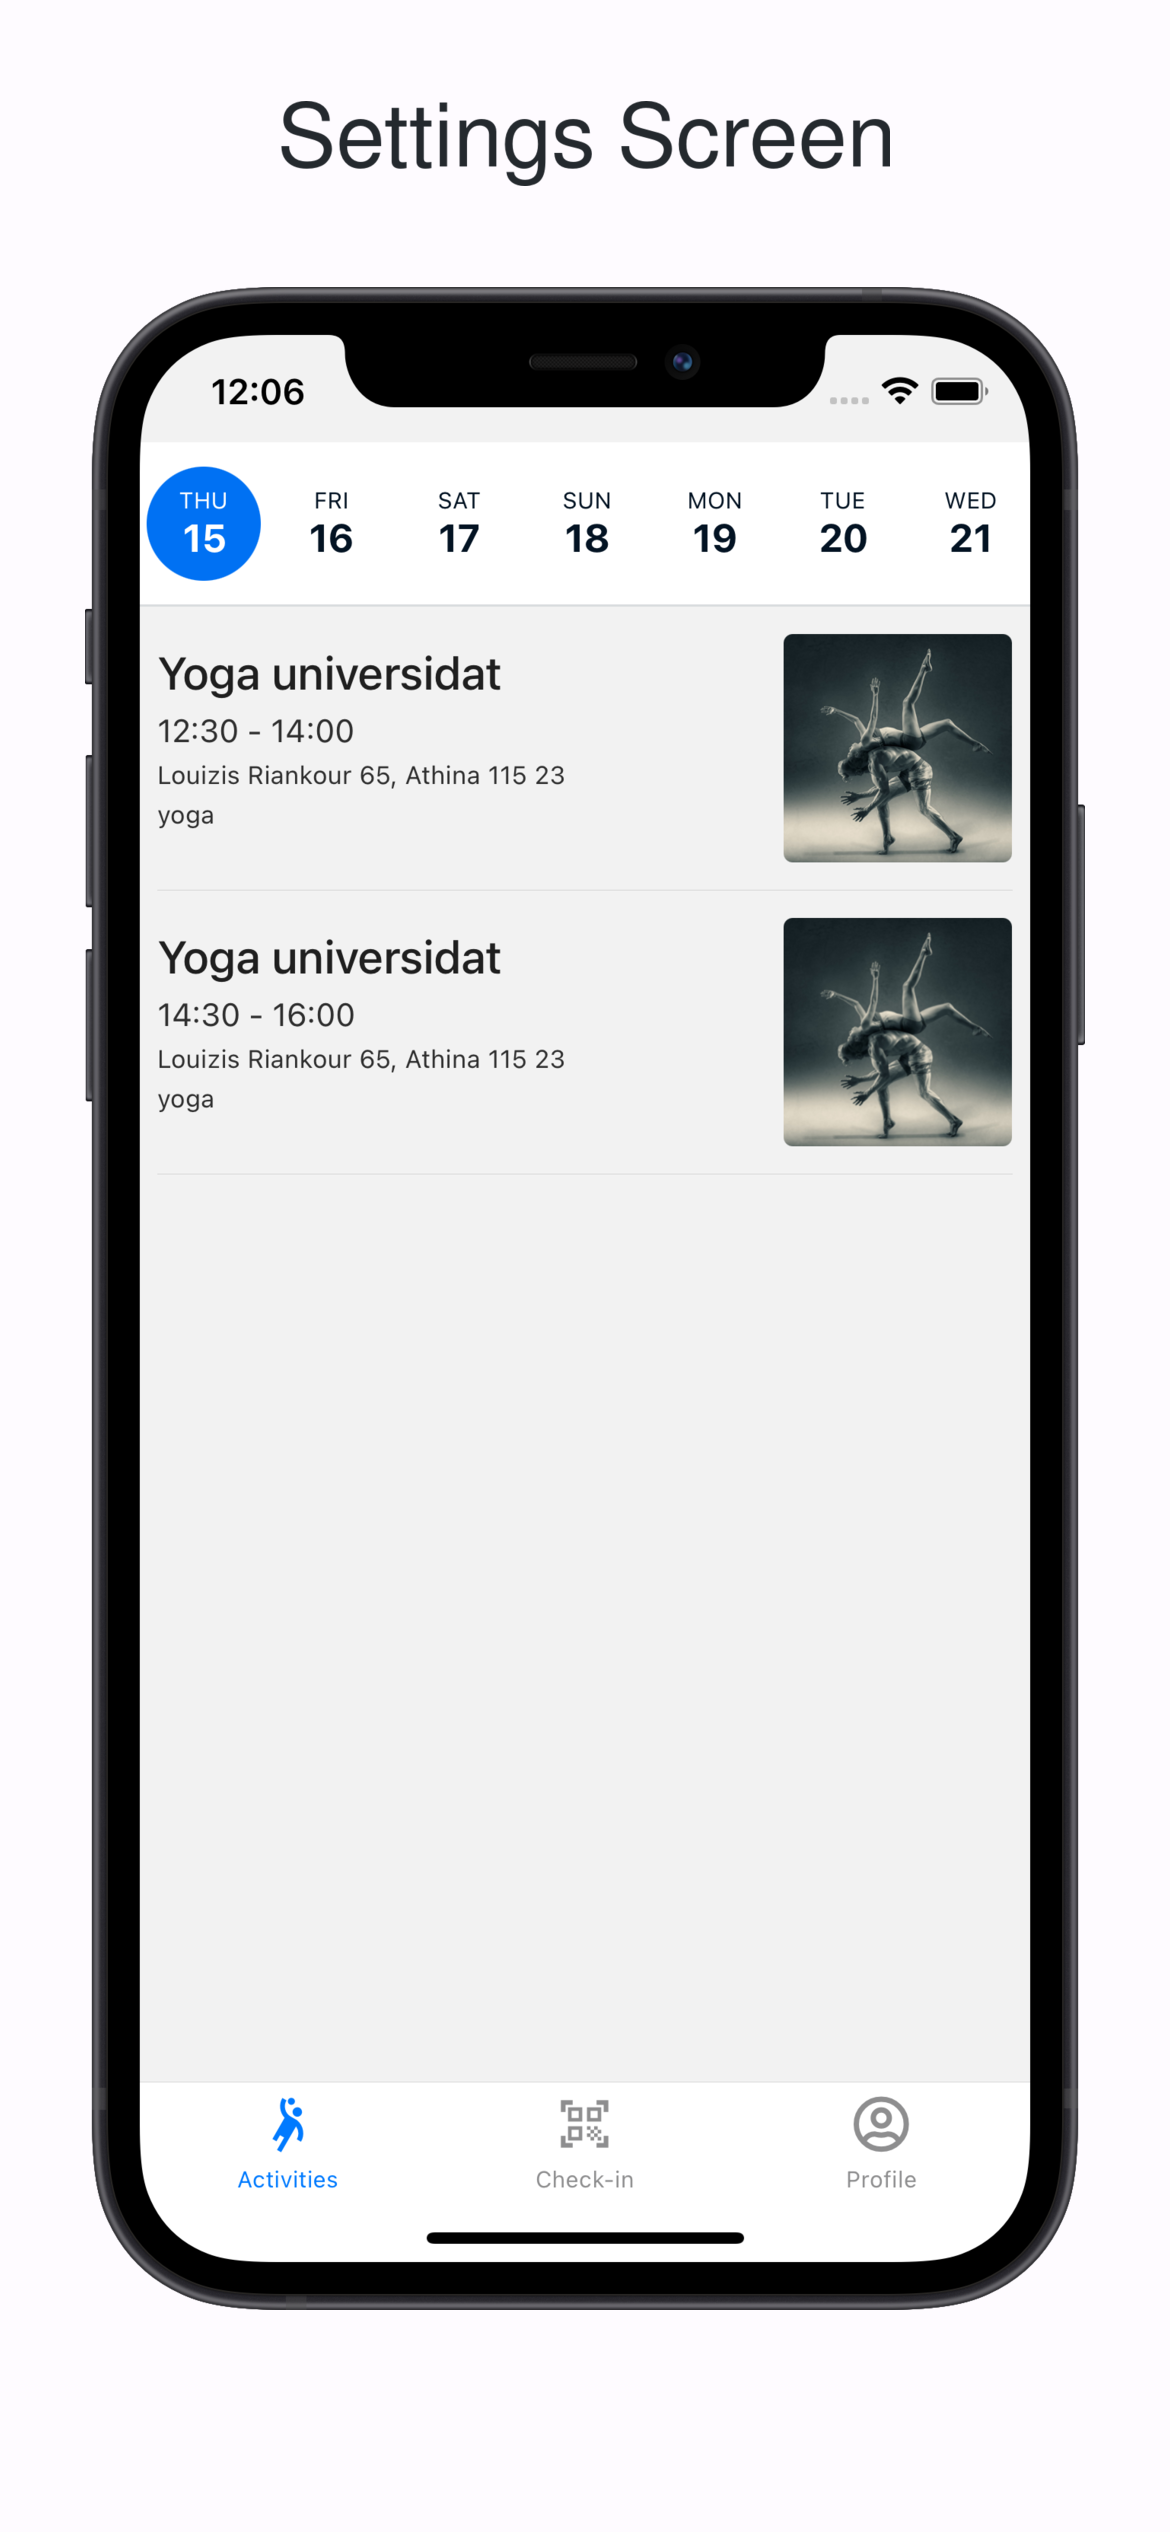 Settings Screen
12:06
THU FRI SAT SUN MON TUE WED
15 16 17 18 19 20 21
Yoga universidat
12:30 - 14:00
Louizis Riankour 65, Athina 115 23
yoga
Yoga universidat
14:30 - 16:00
Louizis Riankour 65, Athina 115 23
yoga
Activities Check-in Profile